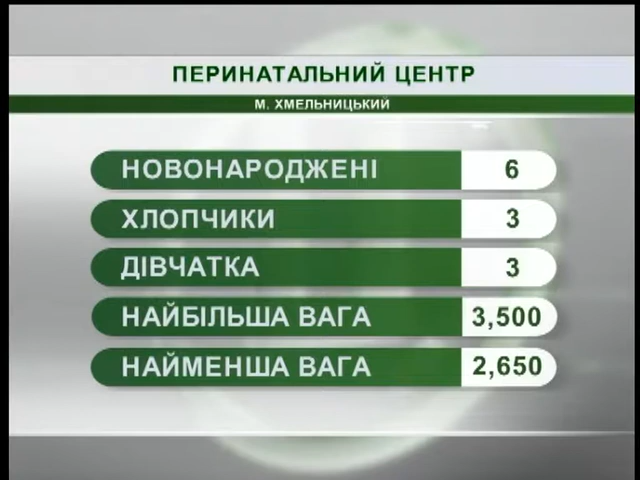 ПЕРИНАТАЛЬНИЙ ЦЕНТР
М. ХМЕЛЬНИЦЬКИЙ
НОВОНАРОДЖЕНІ 6
ХЛОПЧИКИ 3
ДІВЧАТКА 3
НАЙБІЛЬША ВАГА 3,500
НАЙМЕНША ВАГА 2,650